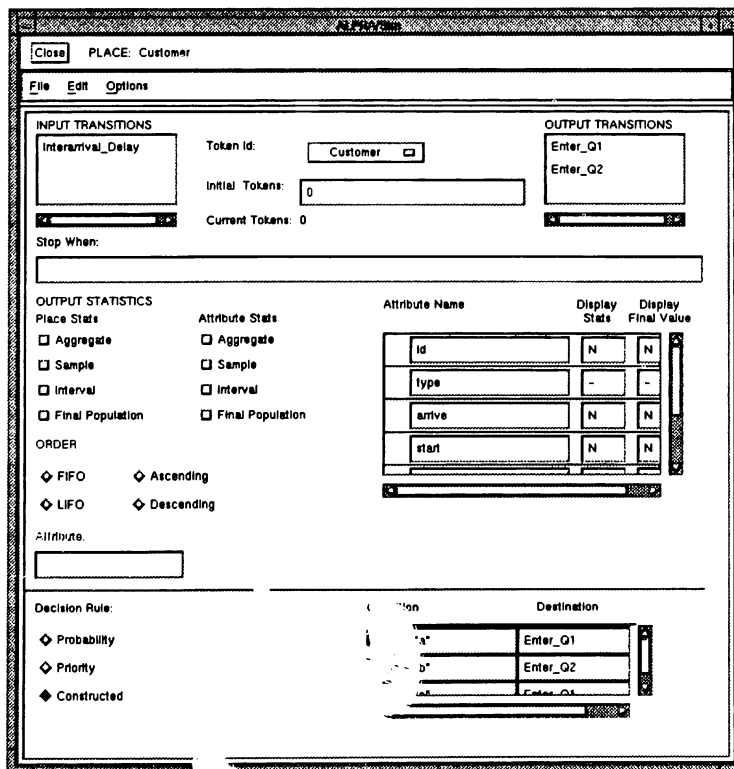 ALPHA/Sim
Close PLACE: Customer
File Edit Options
INPUT TRANSITIONS
Interarrival_Delay
Token Id: Customer
Initial Tokens: 0
Current Tokens: 0
OUTPUT TRANSITIONS
Enter_Q1
Enter_Q2
Stop When:
OUTPUT STATISTICS
Place Stats
Aggregate
Sample
Interval
Final Population
Attribute Stats
Aggregate
Sample
Interval
Final Population
Attribute Name Display Stats Display Final Value
id N N
type - -
arrive N N
start N N
ORDER
FIFO Ascending
LIFO Descending
Attribute:
Decision Rule:
Probability
Priority
Constructed
Destination
"a" Enter_Q1
b" Enter_Q2
Enter_Q1